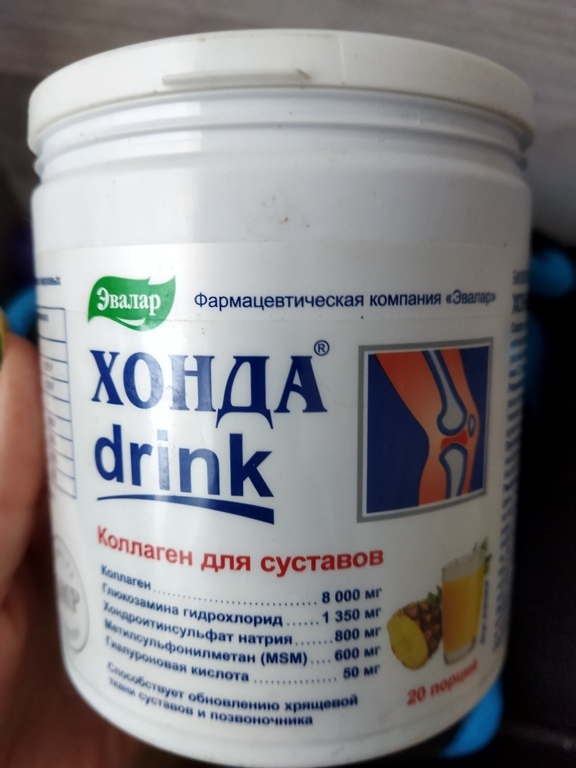 Эвалар
Фармацевтическая компания «Эвалар»
ХОНДА®
drink
Коллаген для суставов
Коллаген................................ 8 000 мг
Глюкозамина гидрохлорид ...... 1 350 мг
Хондроитинсульфат натрия....... 800 мг
Метилсульфонилметан (MSM) .... 600 мг
Гиалуроновая кислота ............... 50 мг
Способствует обновлению хрящевой
ткани суставов и позвоночника
20 порций